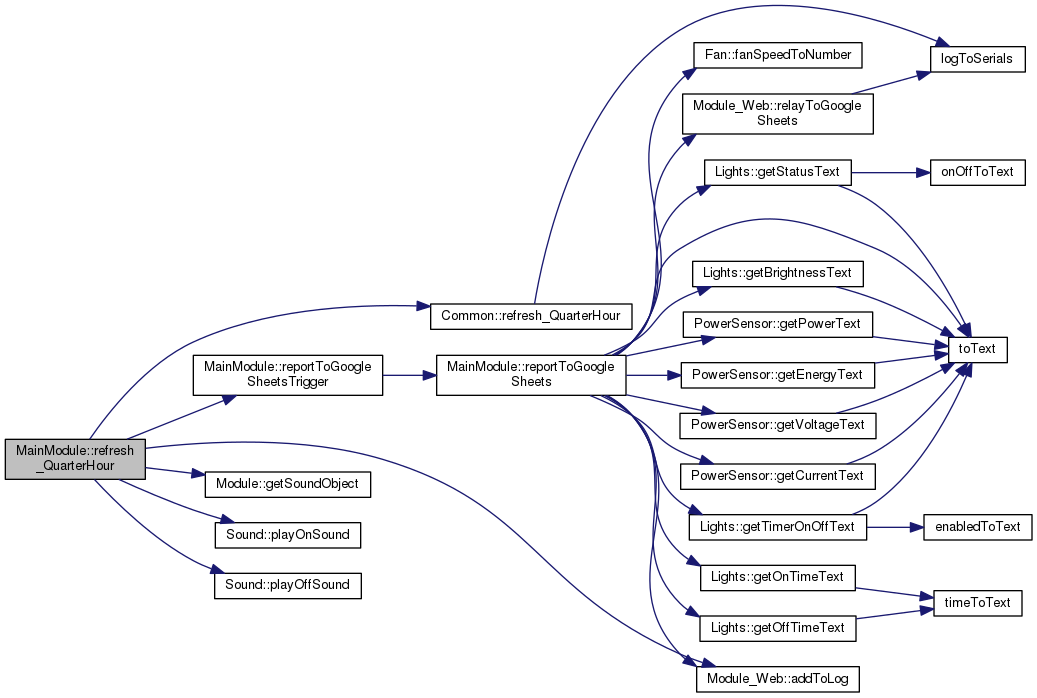 MainModule::refresh
_QuarterHour
Common::refresh_QuarterHour
MainModule::reportToGoogle
SheetsTrigger
Module::getSoundObject
Sound::playOnSound
Sound::playOffSound
MainModule::reportToGoogle
Sheets
Fan::fanSpeedToNumber
Module_Web::relayToGoogle
Sheets
Lights::getStatusText
Lights::getBrightnessText
PowerSensor::getPowerText
PowerSensor::getEnergyText
PowerSensor::getVoltageText
PowerSensor::getCurrentText
Lights::getTimerOnOffText
Lights::getOnTimeText
Lights::getOffTimeText
Module_Web::addToLog
logToSerials
onOffToText
toText
enabledToText
timeToText